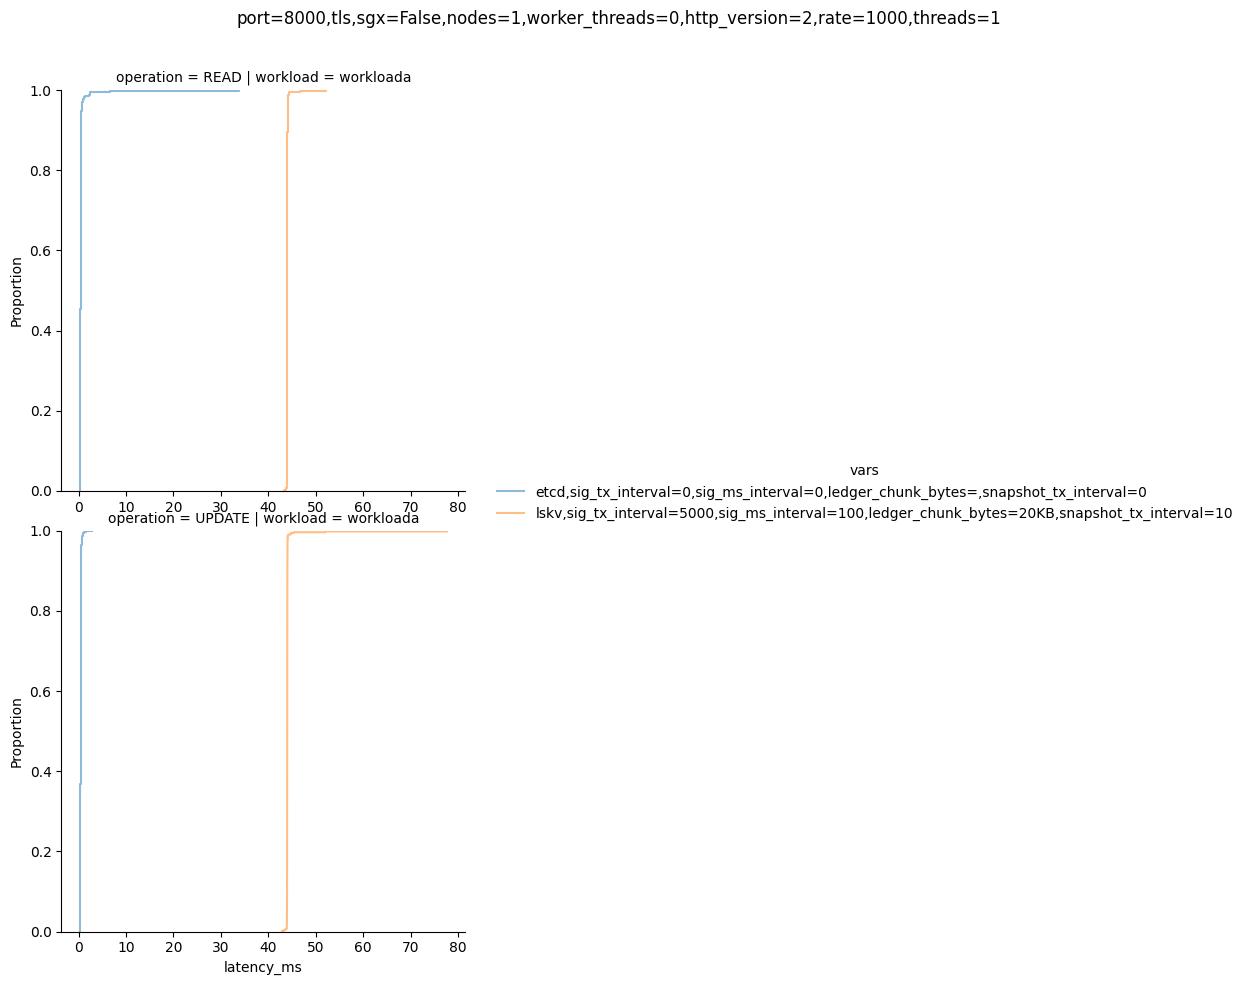 port=8000,tls,sgx=False,nodes=1,worker_threads=0,http_version=2,rate=1000,threads=1
operation = READ | workload = workloada
1.0
0.8
0.6
0.4
0.2
0.0
Proportion
0 10 20 30 40 50 60 70 80
operation = UPDATE | workload = workloada
1.0
0.8
0.6
0.4
0.2
0.0
Proportion
0 10 20 30 40 50 60 70 80
latency_ms
vars
etcd,sig_tx_interval=0,sig_ms_interval=0,ledger_chunk_bytes=,snapshot_tx_interval=0
lskv,sig_tx_interval=5000,sig_ms_interval=100,ledger_chunk_bytes=20KB,snapshot_tx_interval=10